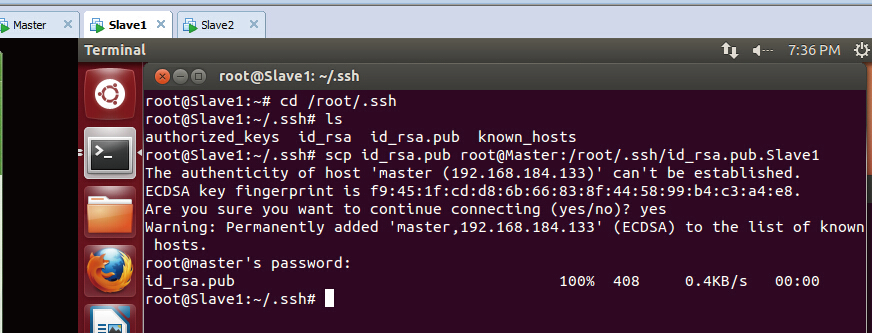 Master × Slave1 × Slave2 ×
Terminal 7:36 PM
root@Slave1: ~/.ssh
root@Slave1:~# cd /root/.ssh
root@Slave1:~/.ssh# ls
authorized_keys  id_rsa  id_rsa.pub  known_hosts
root@Slave1:~/.ssh# scp id_rsa.pub root@Master:/root/.ssh/id_rsa.pub.Slave1
The authenticity of host 'master (192.168.184.133)' can't be established.
ECDSA key fingerprint is f9:45:1f:cd:d8:6b:66:83:8f:44:58:99:b4:c3:a4:e8.
Are you sure you want to continue connecting (yes/no)? yes
Warning: Permanently added 'master,192.168.184.133' (ECDSA) to the list of known
 hosts.
root@master's password:
id_rsa.pub                                    100%  408     0.4KB/s   00:00
root@Slave1:~/.ssh#